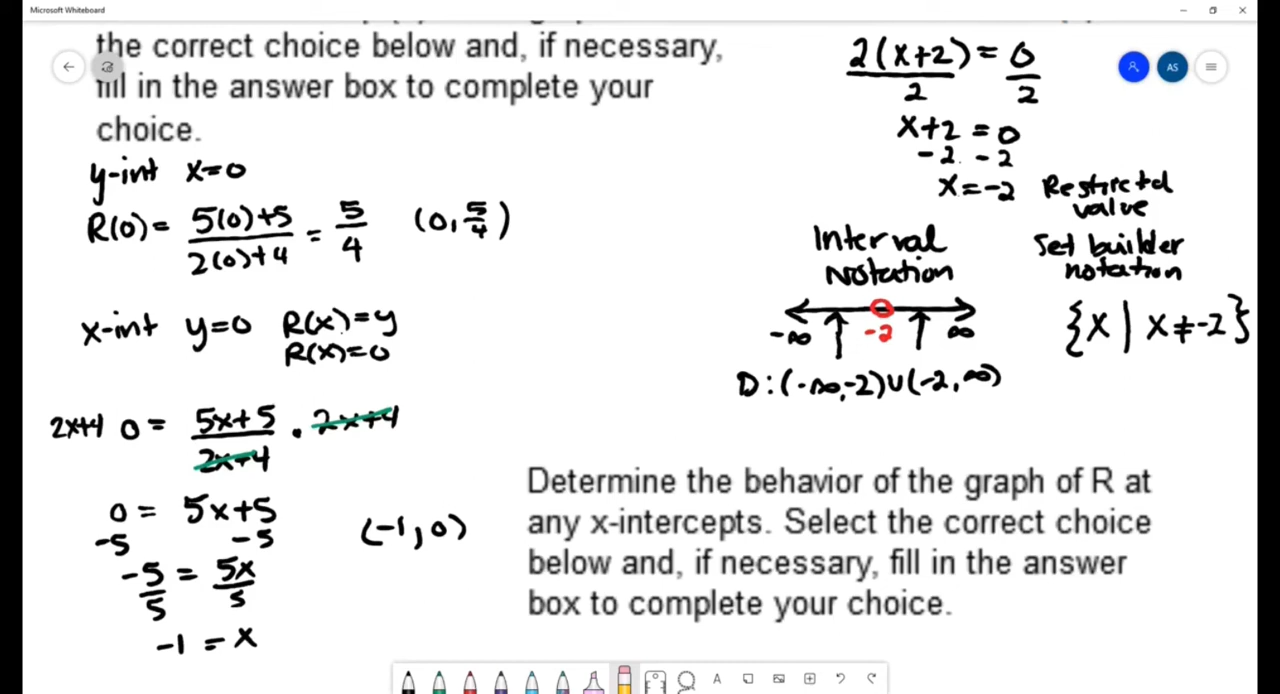 Microsoft Whiteboard
the correct choice below and, if necessary,
fill in the answer box to complete your
choice.
y-int x=0
R(0)= 5(0)+5 / 2(0)+4 = 5/4 (0, 5/4)
x-int y=0 R(x)=y
R(x)=0
2x+4 0 = 5x+5 / 2x+4 · 2x+4
0 = 5x+5
-5 -5
-5/5 = 5x/5
-1 = x
(-1, 0)
2(x+2)/2 = 0/2
x+2 = 0
-2 -2
x=-2 Restricted
value
AS
Interval
Notation
-∞ -2 ∞
D: (-∞,-2)∪(-2,∞)
Set builder
notation
{x | x≠-2}
Determine the behavior of the graph of R at
any x-intercepts. Select the correct choice
below and, if necessary, fill in the answer
box to complete your choice.
A